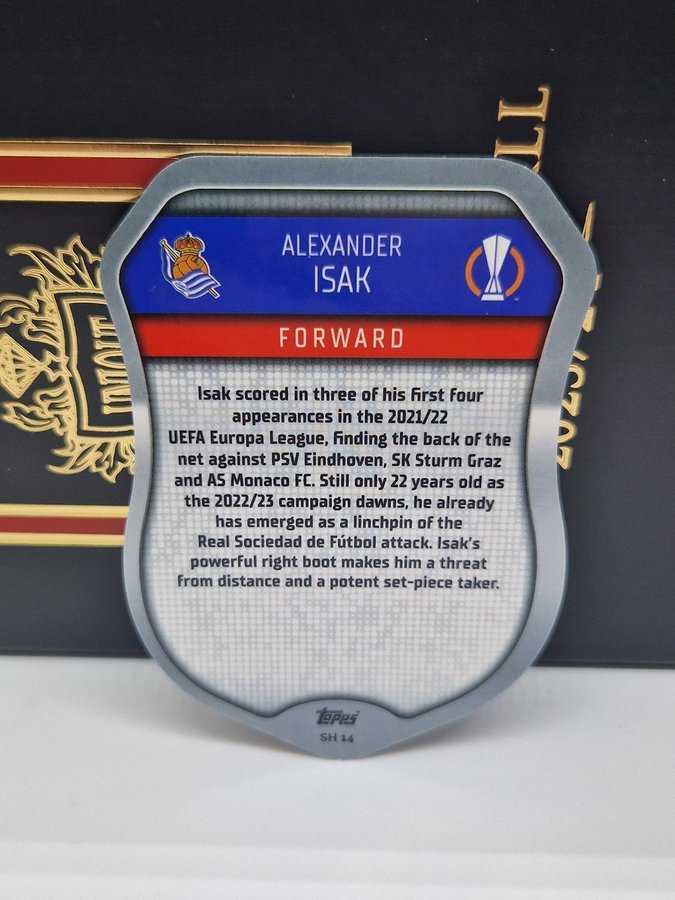 ALEXANDER
ISAK
FORWARD
Isak scored in three of his first four
appearances in the 2021/22
UEFA Europa League, finding the back of the
net against PSV Eindhoven, SK Sturm Graz
and AS Monaco FC. Still only 22 years old as
the 2022/23 campaign dawns, he already
has emerged as a linchpin of the
Real Sociedad de Fútbol attack. Isak's
powerful right boot makes him a threat
from distance and a potent set-piece taker.
Topps
SH 14